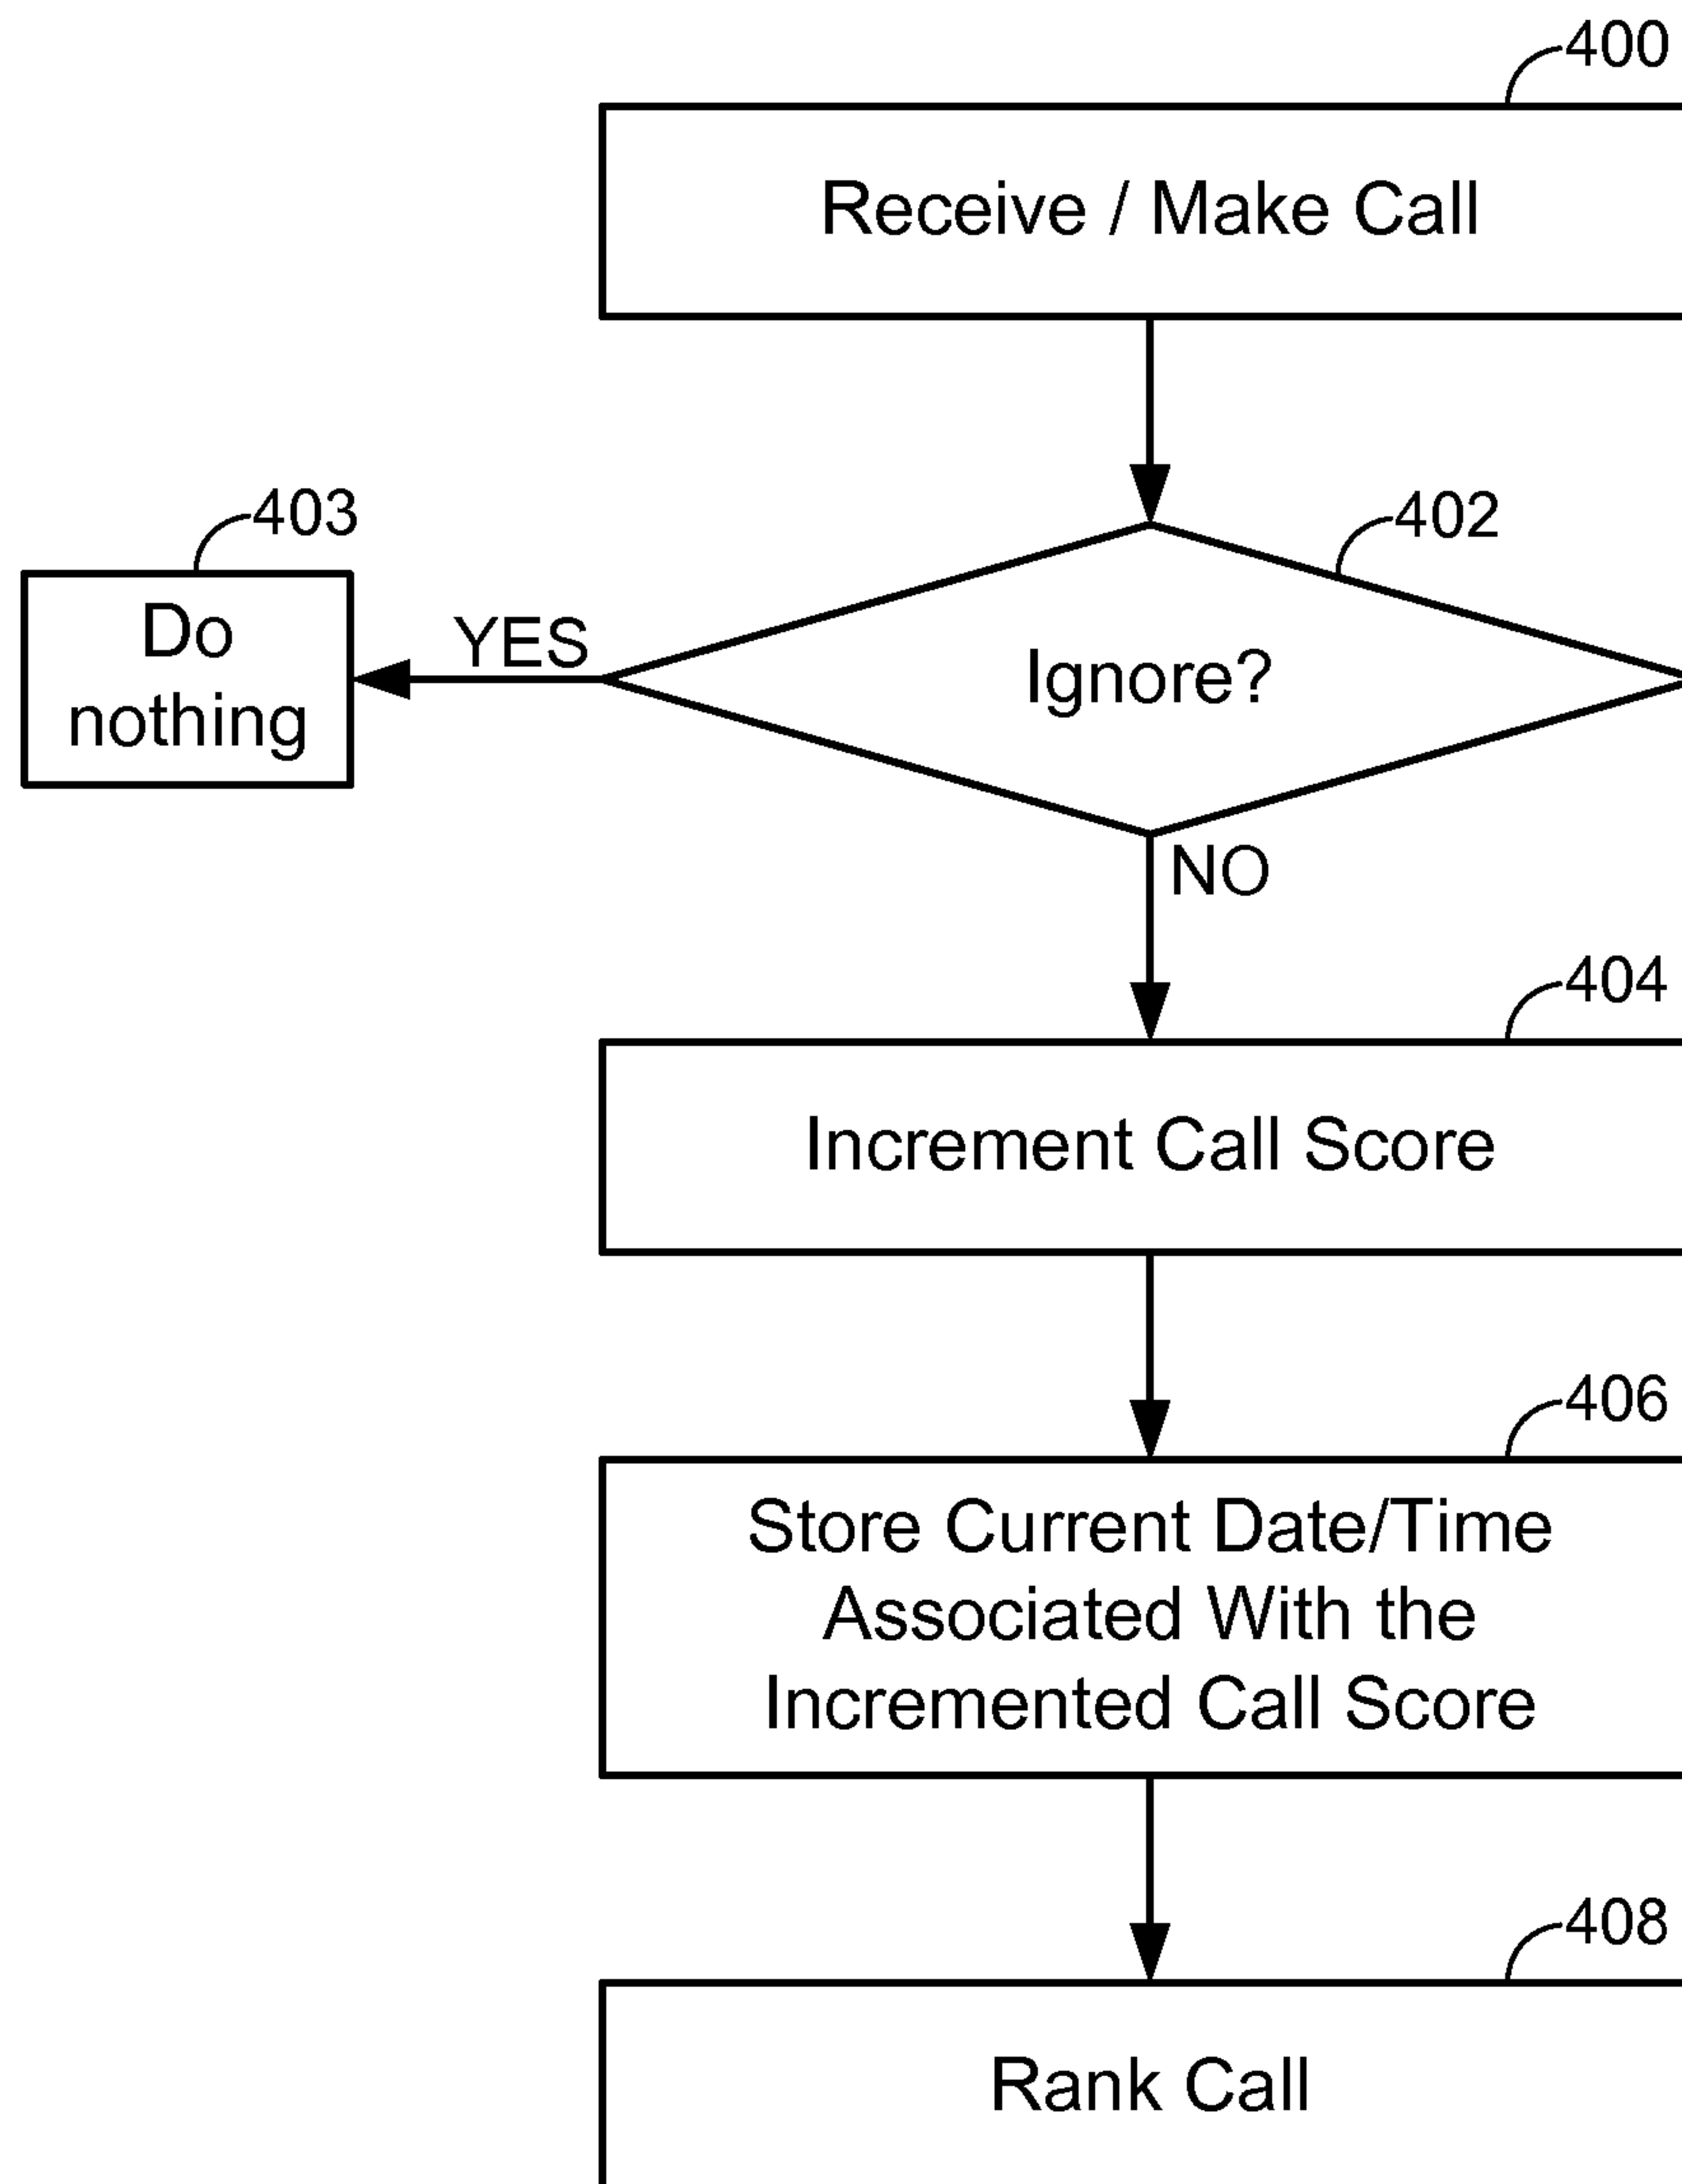 400
Receive / Make Call
403
402
Do
nothing
YES
Ignore?
NO
404
Increment Call Score
406
Store Current Date/Time
Associated With the
Incremented Call Score
408
Rank Call